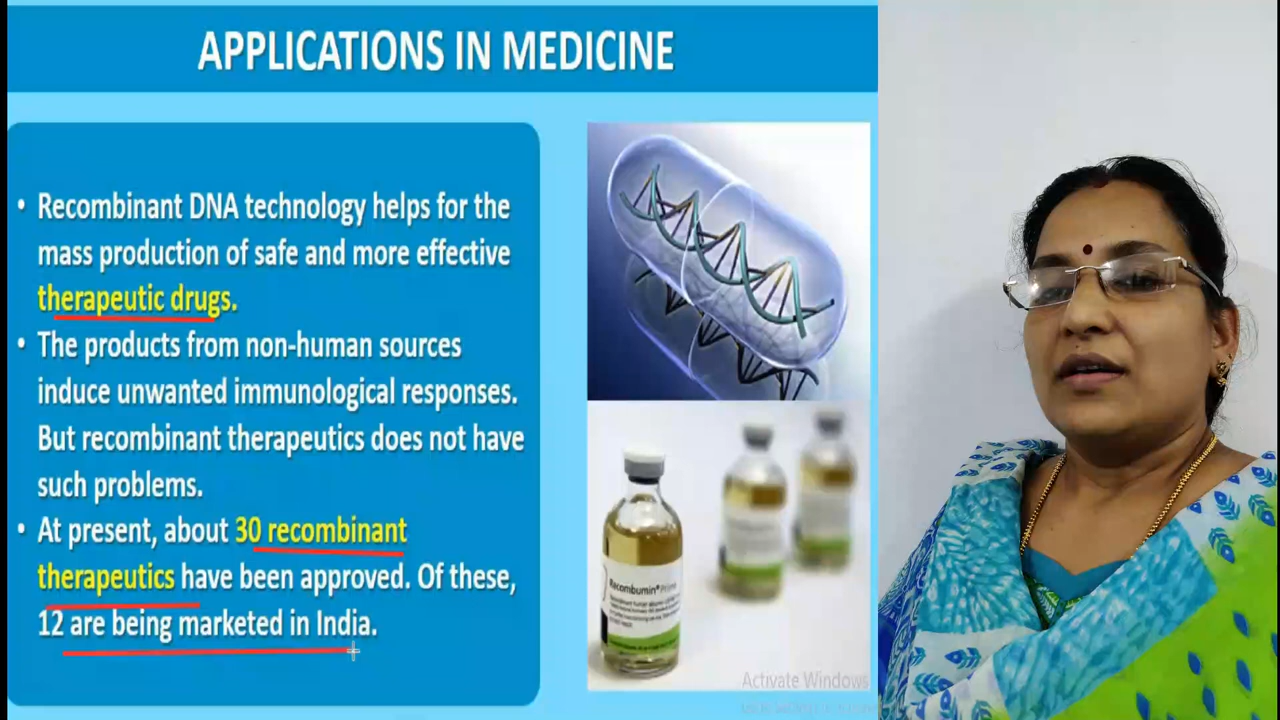 APPLICATIONS IN MEDICINE
• Recombinant DNA technology helps for the
mass production of safe and more effective
therapeutic drugs.
• The products from non-human sources
induce unwanted immunological responses.
But recombinant therapeutics does not have
such problems.
• At present, about 30 recombinant
therapeutics have been approved. Of these,
12 are being marketed in India.
Recombumin® Prime
Activate Windows